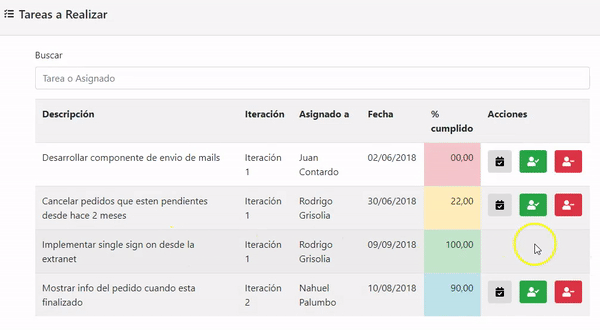 Tareas a Realizar
Buscar
Tarea o Asignado
Descripción Iteración Asignado a Fecha % cumplido Acciones
Desarrollar componente de envio de mails Iteración 1 Juan Contardo 02/06/2018 00,00
Cancelar pedidos que esten pendientes desde hace 2 meses Iteración 1 Rodrigo Grisolia 30/06/2018 22,00
Implementar single sign on desde la extranet Iteración 1 Rodrigo Grisolia 09/09/2018 100,00
Mostrar info del pedido cuando esta finalizado Iteración 2 Nahuel Palumbo 10/08/2018 90,00